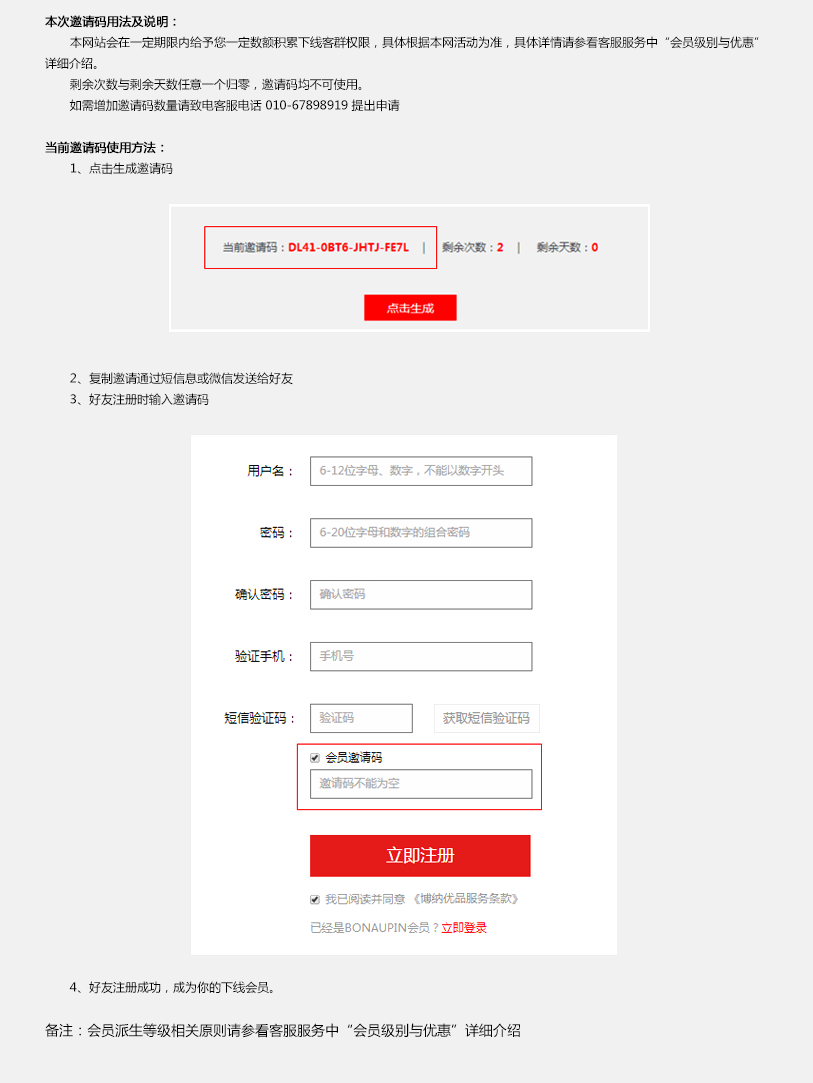 本次邀请码用法及说明：
本网站会在一定期限内给予您一定数额积累下线客群权限，具体根据本网活动为准，具体详情请参看客服服务中“会员级别与优惠”
详细介绍。
剩余次数与剩余天数任意一个归零，邀请码均不可使用。
如需增加邀请码数量请致电客服电话 010-67898919 提出申请
当前邀请码使用方法：
1、点击生成邀请码
当前邀请码：DL41-0BT6-JHTJ-FE7L | 剩余次数：2 | 剩余天数：0
点击生成
2、复制邀请通过短信息或微信发送给好友
3、好友注册时输入邀请码
用户名： 6-12位字母、数字，不能以数字开头
密码： 6-20位字母和数字的组合密码
确认密码： 确认密码
验证手机： 手机号
短信验证码： 验证码 获取短信验证码
会员邀请码
邀请码不能为空
立即注册
我已阅读并同意 《博纳优品服务条款》
已经是BONAUPIN会员？立即登录
4、好友注册成功，成为你的下线会员。
备注：会员派生等级相关原则请参看客服服务中“会员级别与优惠”详细介绍